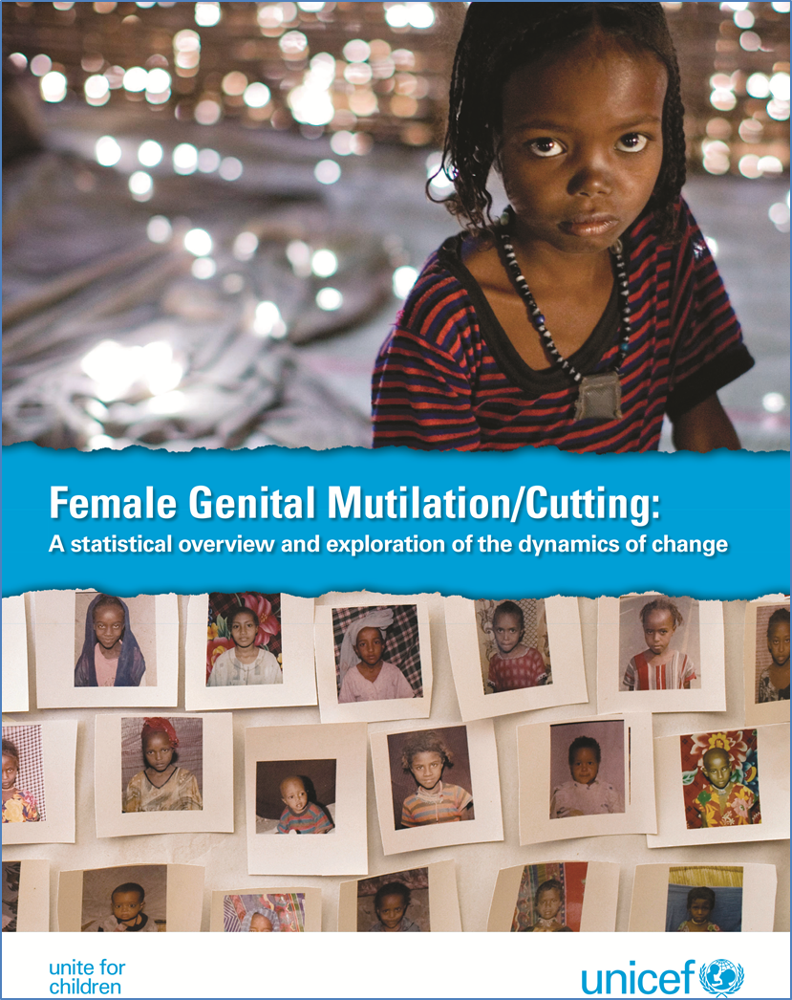 Female Genital Mutilation/Cutting:
A statistical overview and exploration of the dynamics of change
unite for
children
unicef